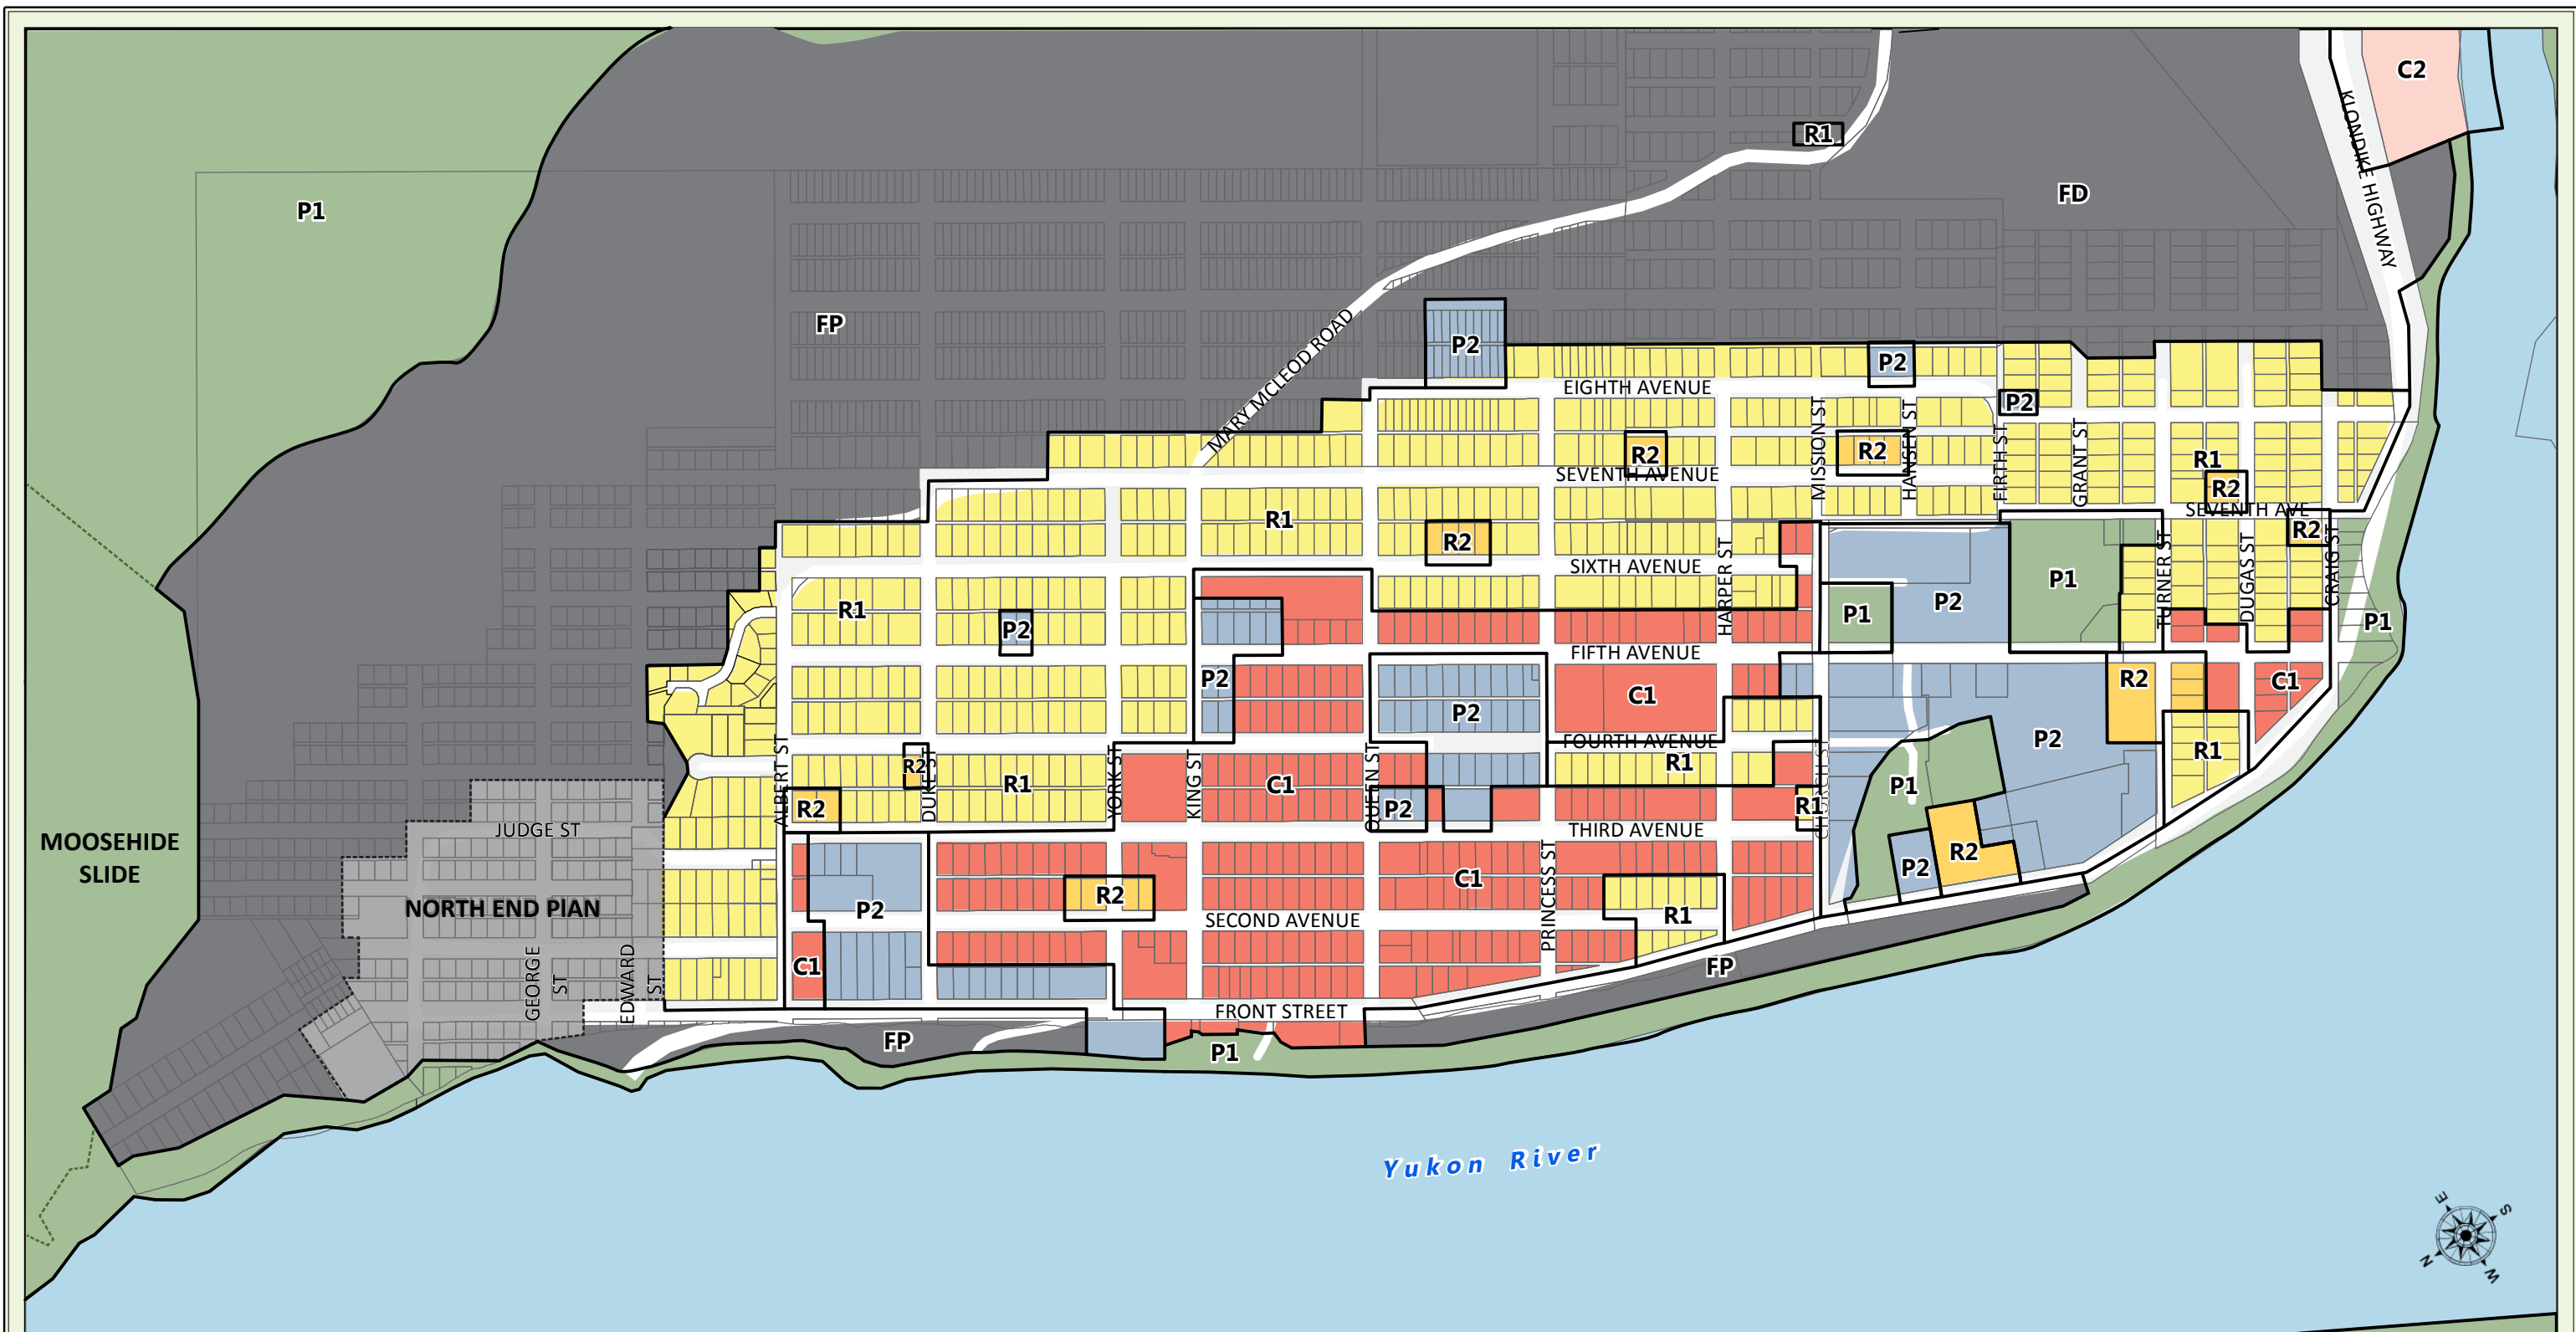 C2
KLONDIKE HIGHWAY
R1
FD
P1
FP
MARY MCLEOD ROAD
P2
P2
EIGHTH AVENUE
P2
MISSION ST
HANSEN ST
FIRTH ST
GRANT ST
R2
R2
R1
R2
SEVENTH AVENUE
SEVENTH AVE
R1
R2
R2
SIXTH AVENUE
HARPER ST
TURNER ST
DUGAS ST
CRAIG ST
P1
P2
P1
P1
R1
P2
FIFTH AVENUE
P2
C1
R2
C1
P2
P2
R1
FOURTH AVENUE
ALBERT ST
R2
DUKE ST
R1
YORK ST
KING ST
C1
QUEEN ST
R1
CHURCH ST
P1
R2
P2
R1
JUDGE ST
THIRD AVENUE
MOOSEHIDE
SLIDE
P2
R2
C1
PRINCESS ST
R2
P2
NORTH END PlAN
SECOND AVENUE
R1
C1
GEORGE
ST
EDWARD
ST
FP
FRONT STREET
FP
P1
Yukon River
E
S
N
W